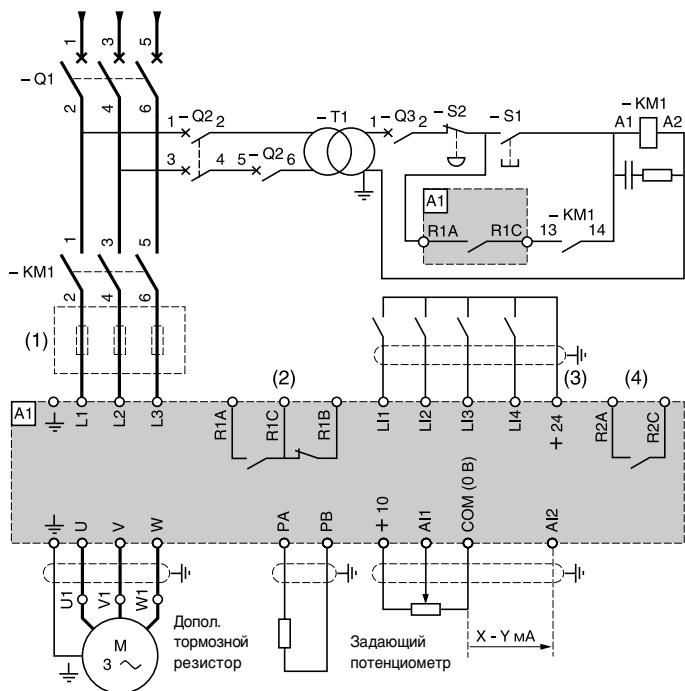 1 3 5
– Q1
2 4 6
1 – Q2 2
– T1
1 – Q3 2
– S2
– S1
– KM1
A1 A2
3 4 5 – Q2 6
A1
R1A R1C
– KM1
13 14
1 3 5
– KM1
2 4 6
(1)
(2)
(3)
(4)
A1
L1 L2 L3
R1A R1C R1B
LI1 LI2 LI3 LI4 + 24
R2A R2C
U V W
PA PB
+ 10 AI1 COM (0 В) AI2
U1 V1 W1
M
3
Допол.
тормозной
резистор
Задающий
потенциометр
X - Y мА